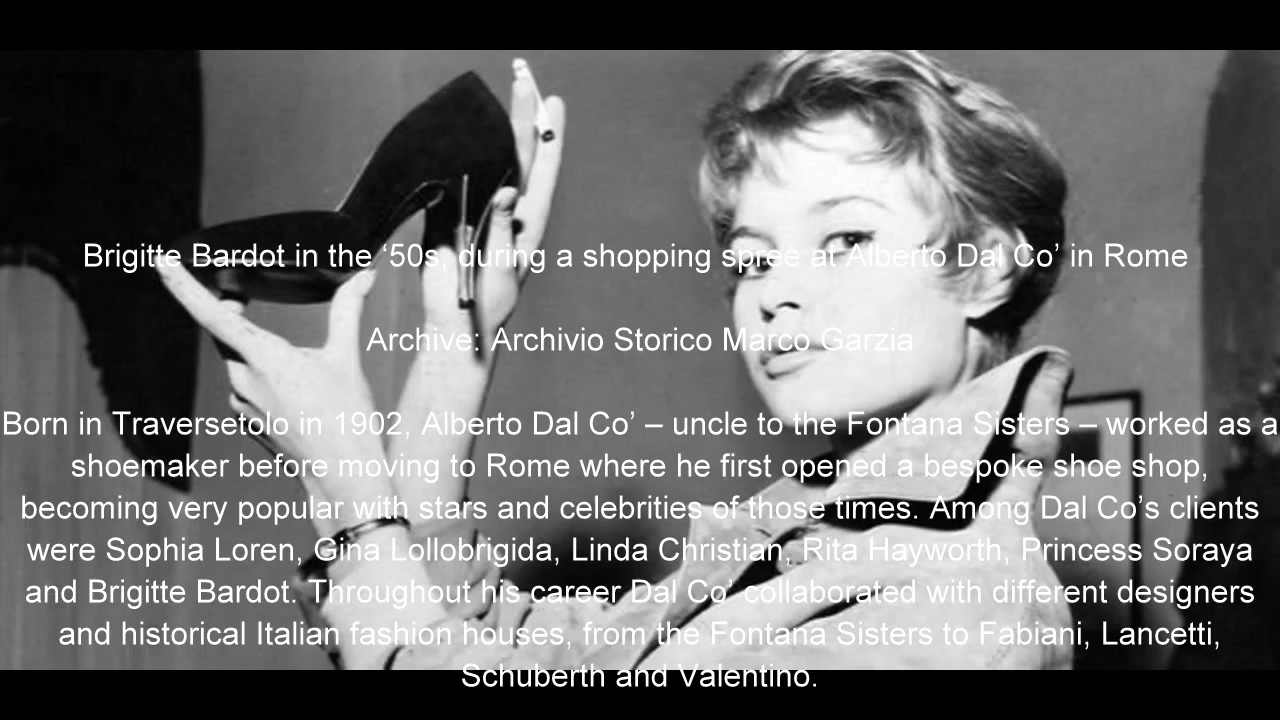 Brigitte Bardot in the ‘50s, during a shopping spree at Alberto Dal Co’ in Rome
Archive: Archivio Storico Marco Garzia
Born in Traversetolo in 1902, Alberto Dal Co’ – uncle to the Fontana Sisters – worked as a
shoemaker before moving to Rome where he first opened a bespoke shoe shop,
becoming very popular with stars and celebrities of those times. Among Dal Co’s clients
were Sophia Loren, Gina Lollobrigida, Linda Christian, Rita Hayworth, Princess Soraya
and Brigitte Bardot. Throughout his career Dal Co’ collaborated with different designers
and historical Italian fashion houses, from the Fontana Sisters to Fabiani, Lancetti,
Schuberth and Valentino.